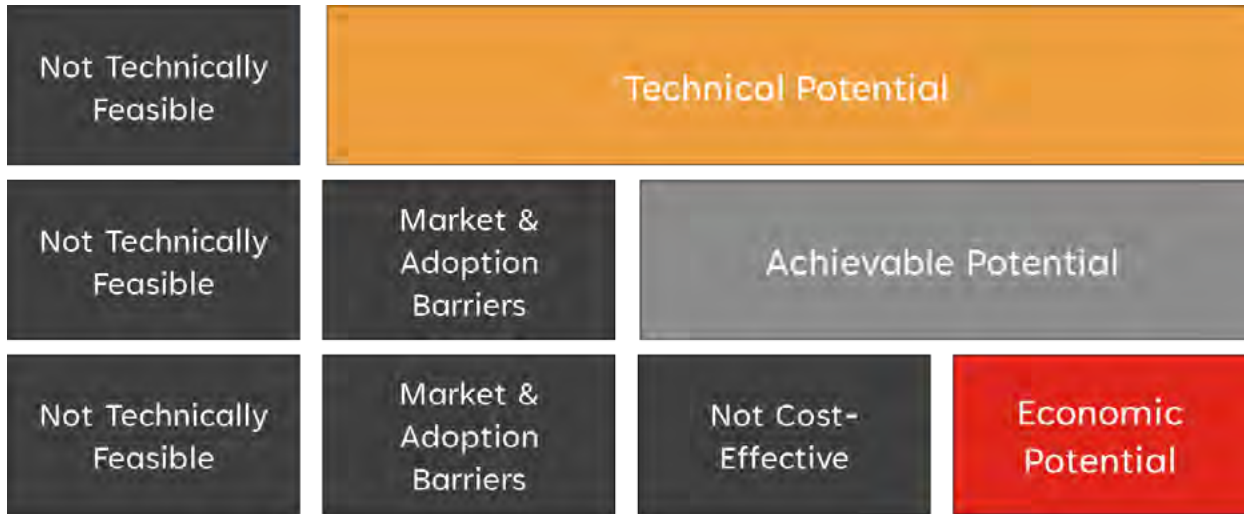 Not Technically
Feasible
Technical Potential
Not Technically
Feasible
Market &
Adoption
Barriers
Achievable Potential
Not Technically
Feasible
Market &
Adoption
Barriers
Not Cost-
Effective
Economic
Potential